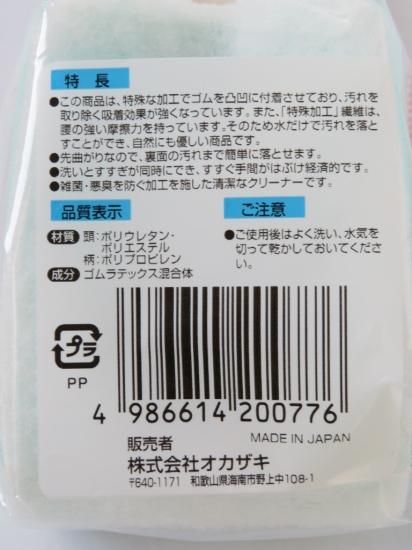 特長
●この商品は、特殊な加工でゴムを凸凹に付着させており、汚れを
取り除く吸着効果が強くなっています。また、「特殊加工」繊維は、
腰の強い摩擦力を持っています。そのため水だけで汚れを落と
すことができ、自然にも優しい商品です。
●先曲がりなので、裏面の汚れまで簡単に落とせます。
●洗いとすすぎが同時にでき、すすぐ手間がはぶけ経済的です。
●雑菌・悪臭を防ぐ加工を施した清潔なクリーナーです。
品質表示
材質 頭：ポリウレタン・
ポリエステル
柄：ポリプロピレン
成分 ゴムラテックス混合体
ご注意
●ご使用後はよく洗い、水気を
切って乾かしておいてくださ
い。
プラ
PP
4 986614 200776
販売者
MADE IN JAPAN
株式会社オカザキ
〒640-1171 和歌山県海南市野上中108-1